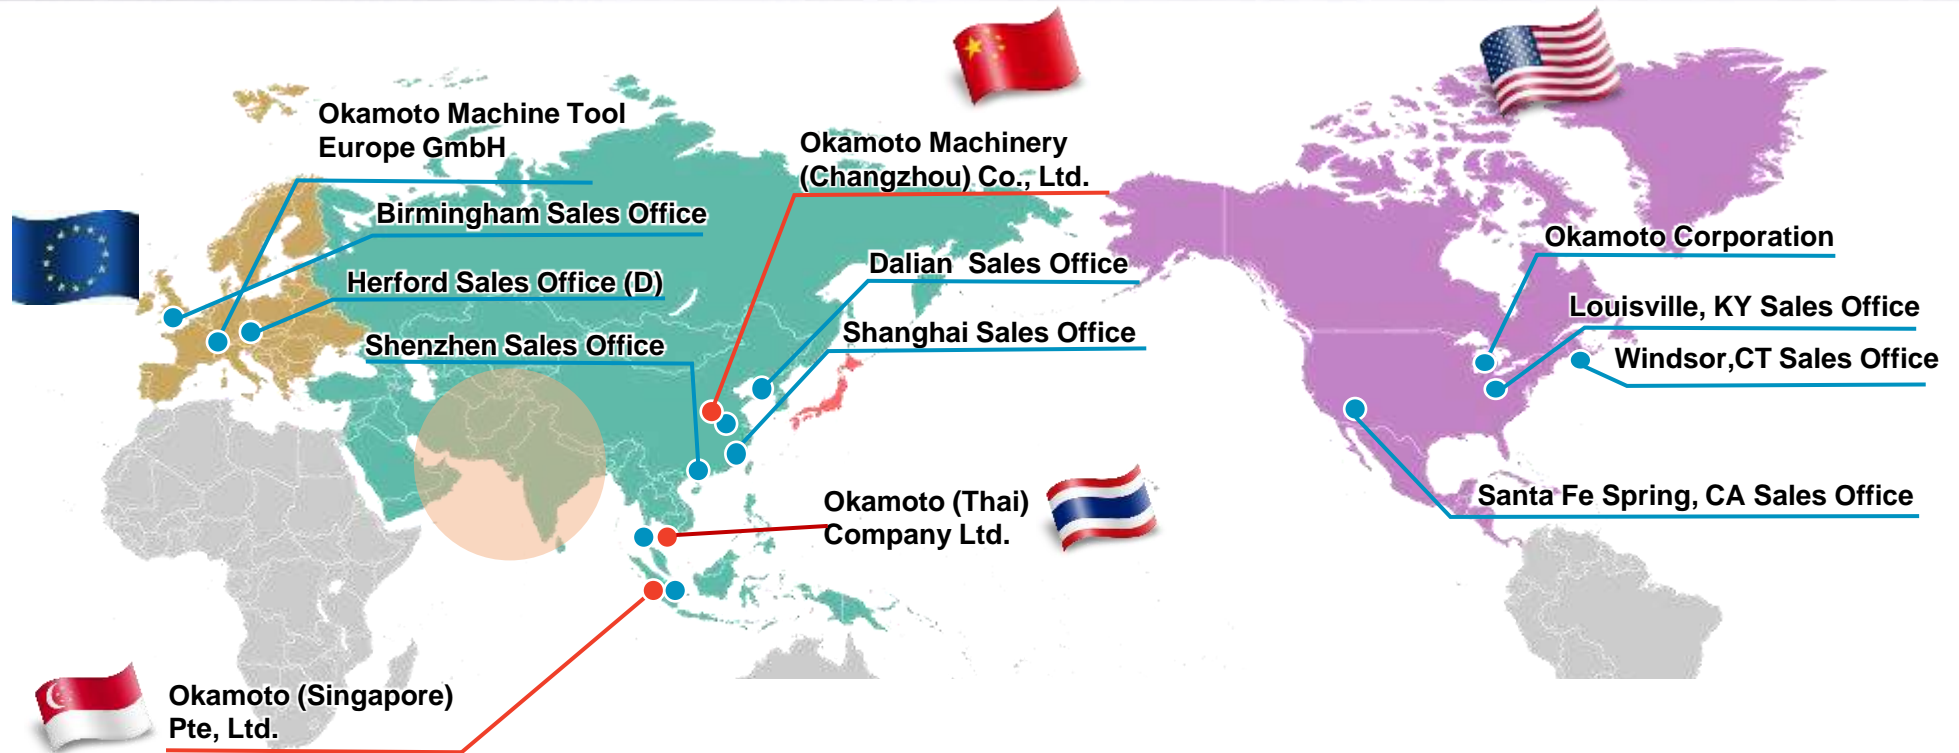 Okamoto Machine Tool
Europe GmbH
Birmingham Sales Office
Herford Sales Office (D)
Shenzhen Sales Office
Okamoto Machinery
(Changzhou) Co., Ltd.
Dalian  Sales Office
Shanghai Sales Office
Okamoto (Thai)
Company Ltd.
Okamoto (Singapore)
Pte, Ltd.
Okamoto Corporation
Louisville, KY Sales Office
Windsor,CT Sales Office
Santa Fe Spring, CA Sales Office